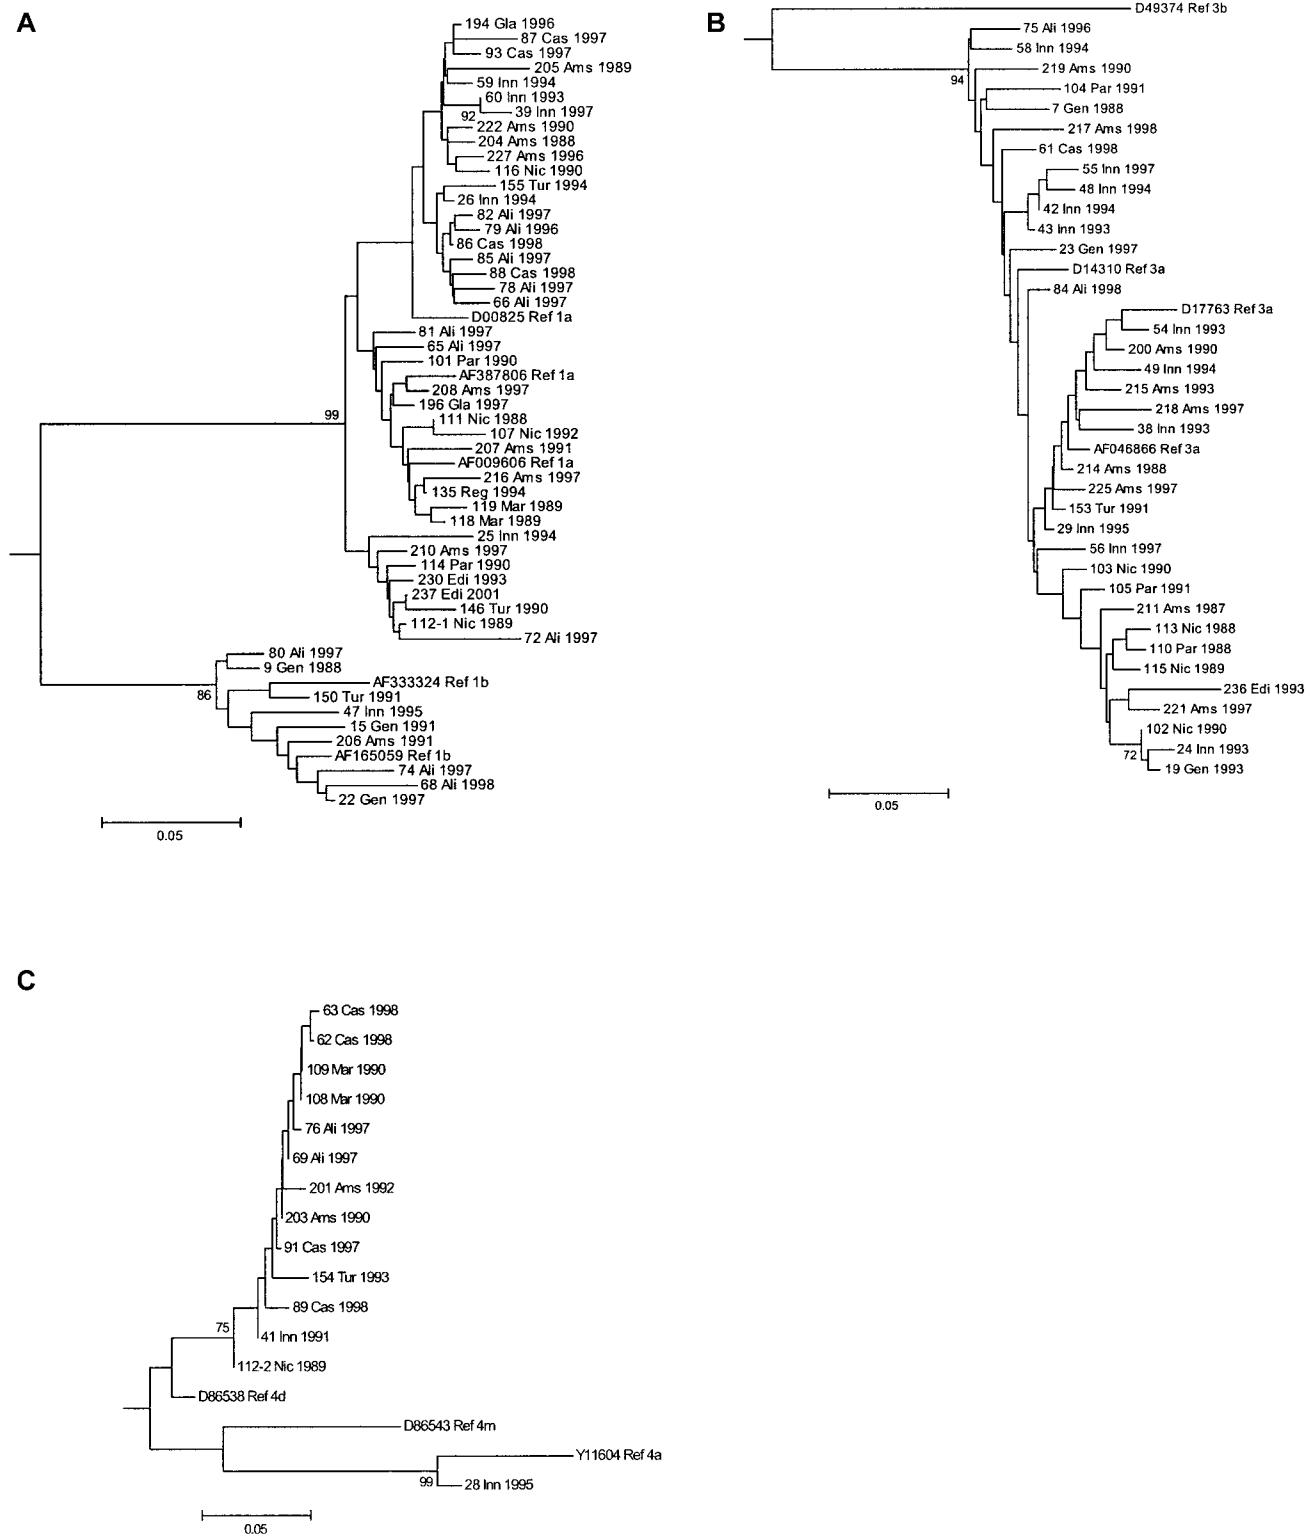 A
194 Gla 1996
87 Cas 1997
93 Cas 1997
205 Ams 1989
59 Inn 1994
60 Inn 1993
39 Inn 1997
92
222 Ams 1990
204 Ams 1988
227 Ams 1996
116 Nic 1990
155 Tur 1994
26 Inn 1994
82 Ali 1997
79 Ali 1996
86 Cas 1998
85 Ali 1997
88 Cas 1998
78 Ali 1997
66 Ali 1997
D00825 Ref 1a
81 Ali 1997
65 Ali 1997
101 Par 1990
AF387806 Ref 1a
208 Ams 1997
196 Gla 1997
99
111 Nic 1988
107 Nic 1992
207 Ams 1991
AF009606 Ref 1a
216 Ams 1997
135 Reg 1994
119 Mar 1989
118 Mar 1989
25 Inn 1994
210 Ams 1997
114 Par 1990
230 Edi 1993
237 Edi 2001
146 Tur 1990
112-1 Nic 1989
72 Ali 1997
80 Ali 1997
9 Gen 1988
86
AF333324 Ref 1b
150 Tur 1991
47 Inn 1995
15 Gen 1991
206 Ams 1991
AF165059 Ref 1b
74 Ali 1997
68 Ali 1998
22 Gen 1997
0.05
B
D49374 Ref 3b
75 Ali 1996
58 Inn 1994
219 Ams 1990
94
104 Par 1991
7 Gen 1988
217 Ams 1998
61 Cas 1998
55 Inn 1997
48 Inn 1994
42 Inn 1994
43 Inn 1993
23 Gen 1997
D14310 Ref 3a
84 Ali 1998
D17763 Ref 3a
54 Inn 1993
200 Ams 1990
49 Inn 1994
215 Ams 1993
218 Ams 1997
38 Inn 1993
AF046866 Ref 3a
214 Ams 1988
225 Ams 1997
153 Tur 1991
29 Inn 1995
56 Inn 1997
103 Nic 1990
105 Par 1991
211 Ams 1987
113 Nic 1988
110 Par 1988
115 Nic 1989
236 Edi 1993
221 Ams 1997
102 Nic 1990
24 Inn 1993
72
19 Gen 1993
0.05
C
63 Cas 1998
62 Cas 1998
109 Mar 1990
108 Mar 1990
76 Ali 1997
69 Ali 1997
201 Ams 1992
203 Ams 1990
91 Cas 1997
154 Tur 1993
89 Cas 1998
75
41 Inn 1991
112-2 Nic 1989
D86538 Ref 4d
D86543 Ref 4m
Y11604 Ref 4a
99
28 Inn 1995
0.05